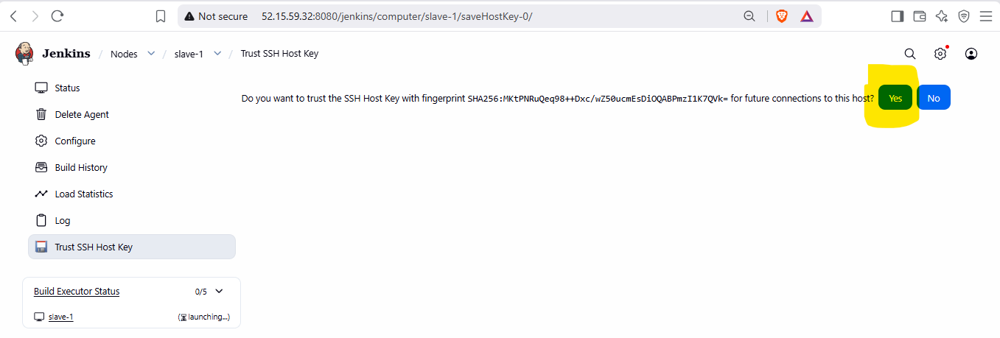 Not secure 52.15.59.32:8080/jenkins/computer/slave-1/saveHostKey-0/
Jenkins / Nodes / slave-1 / Trust SSH Host Key
Status
Do you want to trust the SSH Host Key with fingerprint SHA256:MKtPNRuQeq98++Dxc/wZ50ucmEsDiOQABPmzI1K7QVk= for future connections to this host? Yes No
Delete Agent
Configure
Build History
Load Statistics
Log
Trust SSH Host Key
Build Executor Status 0/5
slave-1 (launching...)